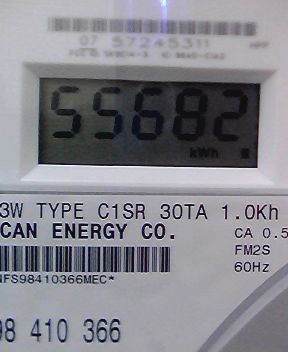 07 57245311
55682
kWh
3W TYPE C1SR 30TA 1.0Kh
CAN ENERGY CO.
CA 0.5
FM2S
60Hz
NFS98410366MEC*
98 410 366